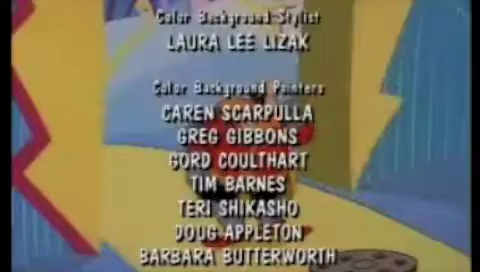 Color Background Stylist
LAURA LEE LIZAK
Color Background Painters
CAREN SCARPULLA
GREG GIBBONS
GORD COULTHART
TIM BARNES
TERI SHIKASHO
DOUG APPLETON
BARBARA BUTTERWORTH